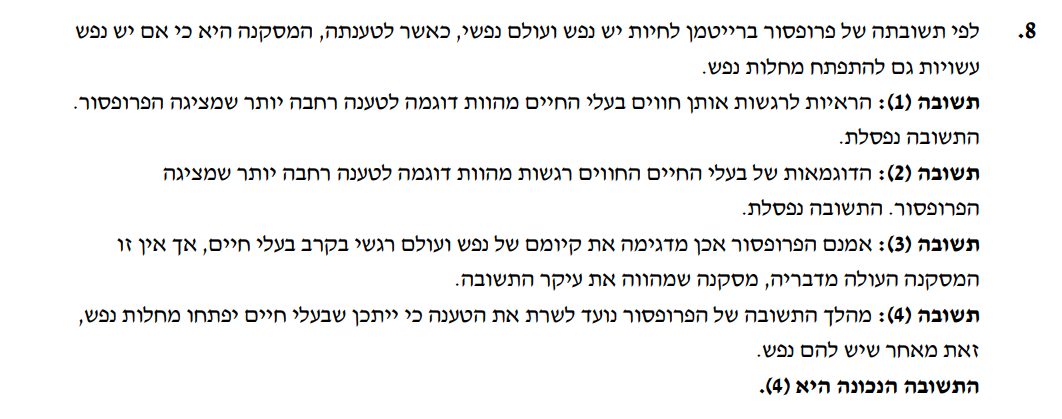 8. לפי תשובתה של פרופסור ברייטמן לחיות יש נפש ועולם נפשי, כאשר לטענתה, המסקנה היא כי אם יש נפש
עשויות גם להתפתח מחלות נפש.
תשובה (1): הראיות לרגשות אותן חווים בעלי החיים מהוות דוגמה לטענה רחבה יותר שמציגה הפרופסור.
התשובה נפסלת.
תשובה (2): הדוגמאות של בעלי החיים החווים רגשות מהוות דוגמה לטענה רחבה יותר שמציגה
הפרופסור. התשובה נפסלת.
תשובה (3): אמנם הפרופסור אכן מדגימה את קיומם של נפש ועולם רגשי בקרב בעלי חיים, אך אין זו
המסקנה העולה מדבריה, מסקנה שמהווה את עיקר התשובה.
תשובה (4): מהלך התשובה של הפרופסור נועד לשרת את הטענה כי ייתכן שבעלי חיים יפתחו מחלות נפש,
זאת מאחר שיש להם נפש.
התשובה הנכונה היא (4).